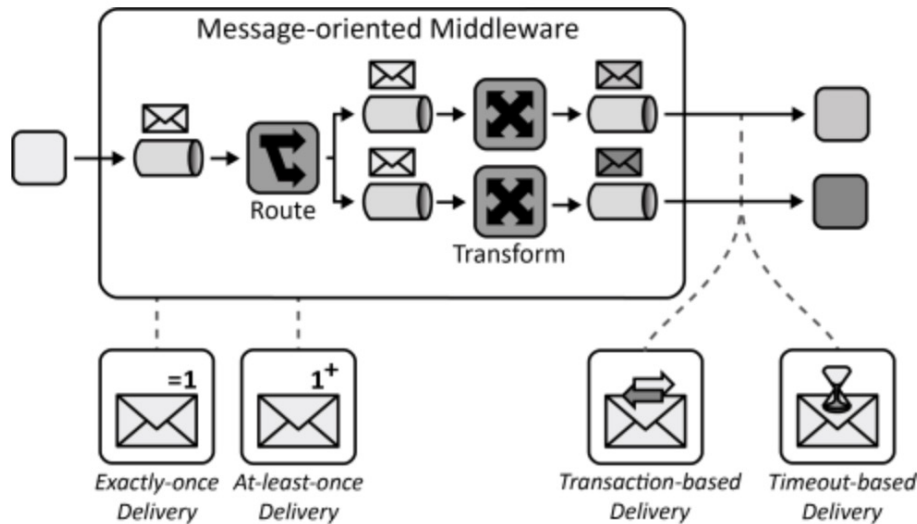 Message-oriented Middleware
Route
Transform
=1
1+
Exactly-once
Delivery
At-least-once
Delivery
Transaction-based
Delivery
Timeout-based
Delivery